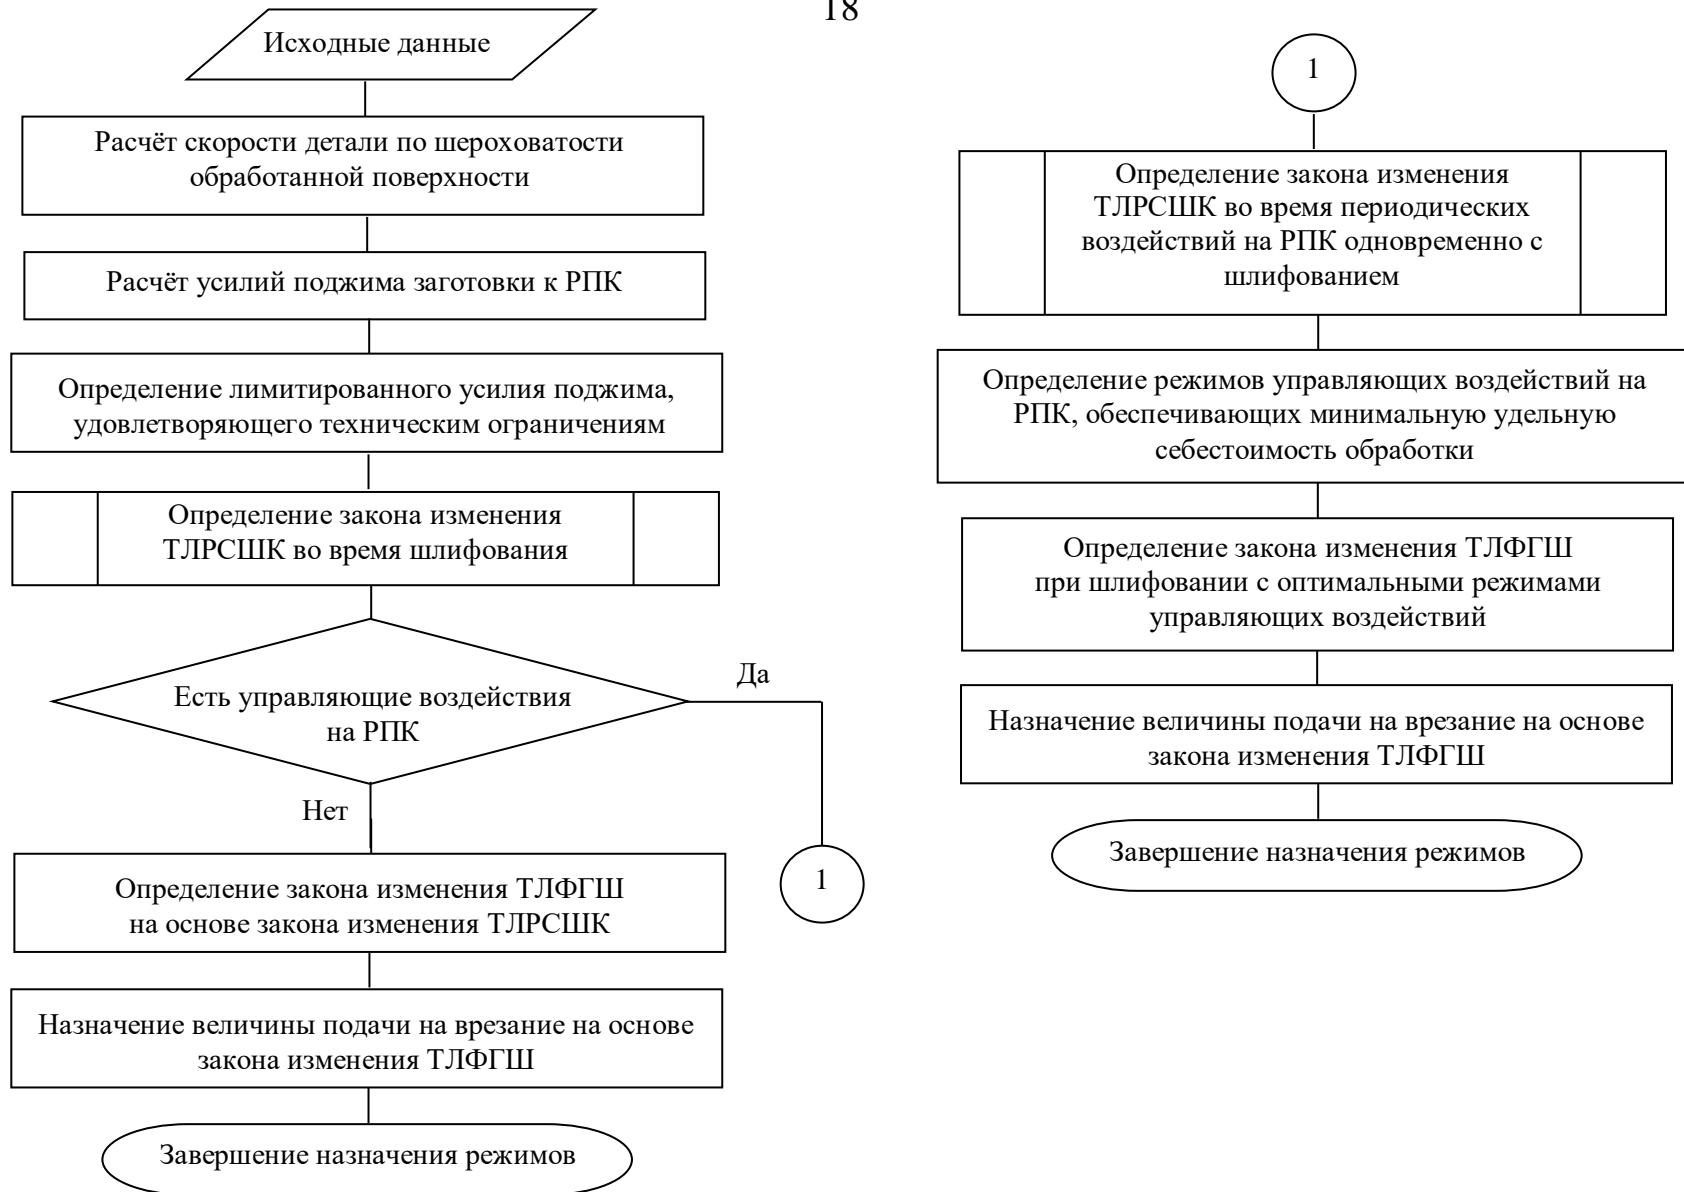 18
Исходные данные
Расчёт скорости детали по шероховатости
обработанной поверхности
Расчёт усилий поджима заготовки к РПК
Определение лимитированного усилия поджима,
удовлетворяющего техническим ограничениям
Определение закона изменения
ТЛРСШК во время шлифования
Есть управляющие воздействия
на РПК
Да
Нет
1
Определение закона изменения ТЛФГШ
на основе закона изменения ТЛРСШК
Назначение величины подачи на врезание на основе
закона изменения ТЛФГШ
Завершение назначения режимов
1
Определение закона изменения
ТЛРСШК во время периодических
воздействий на РПК одновременно с
шлифованием
Определение режимов управляющих воздействий на
РПК, обеспечивающих минимальную удельную
себестоимость обработки
Определение закона изменения ТЛФГШ
при шлифовании с оптимальными режимами
управляющих воздействий
Назначение величины подачи на врезание на основе
закона изменения ТЛФГШ
Завершение назначения режимов